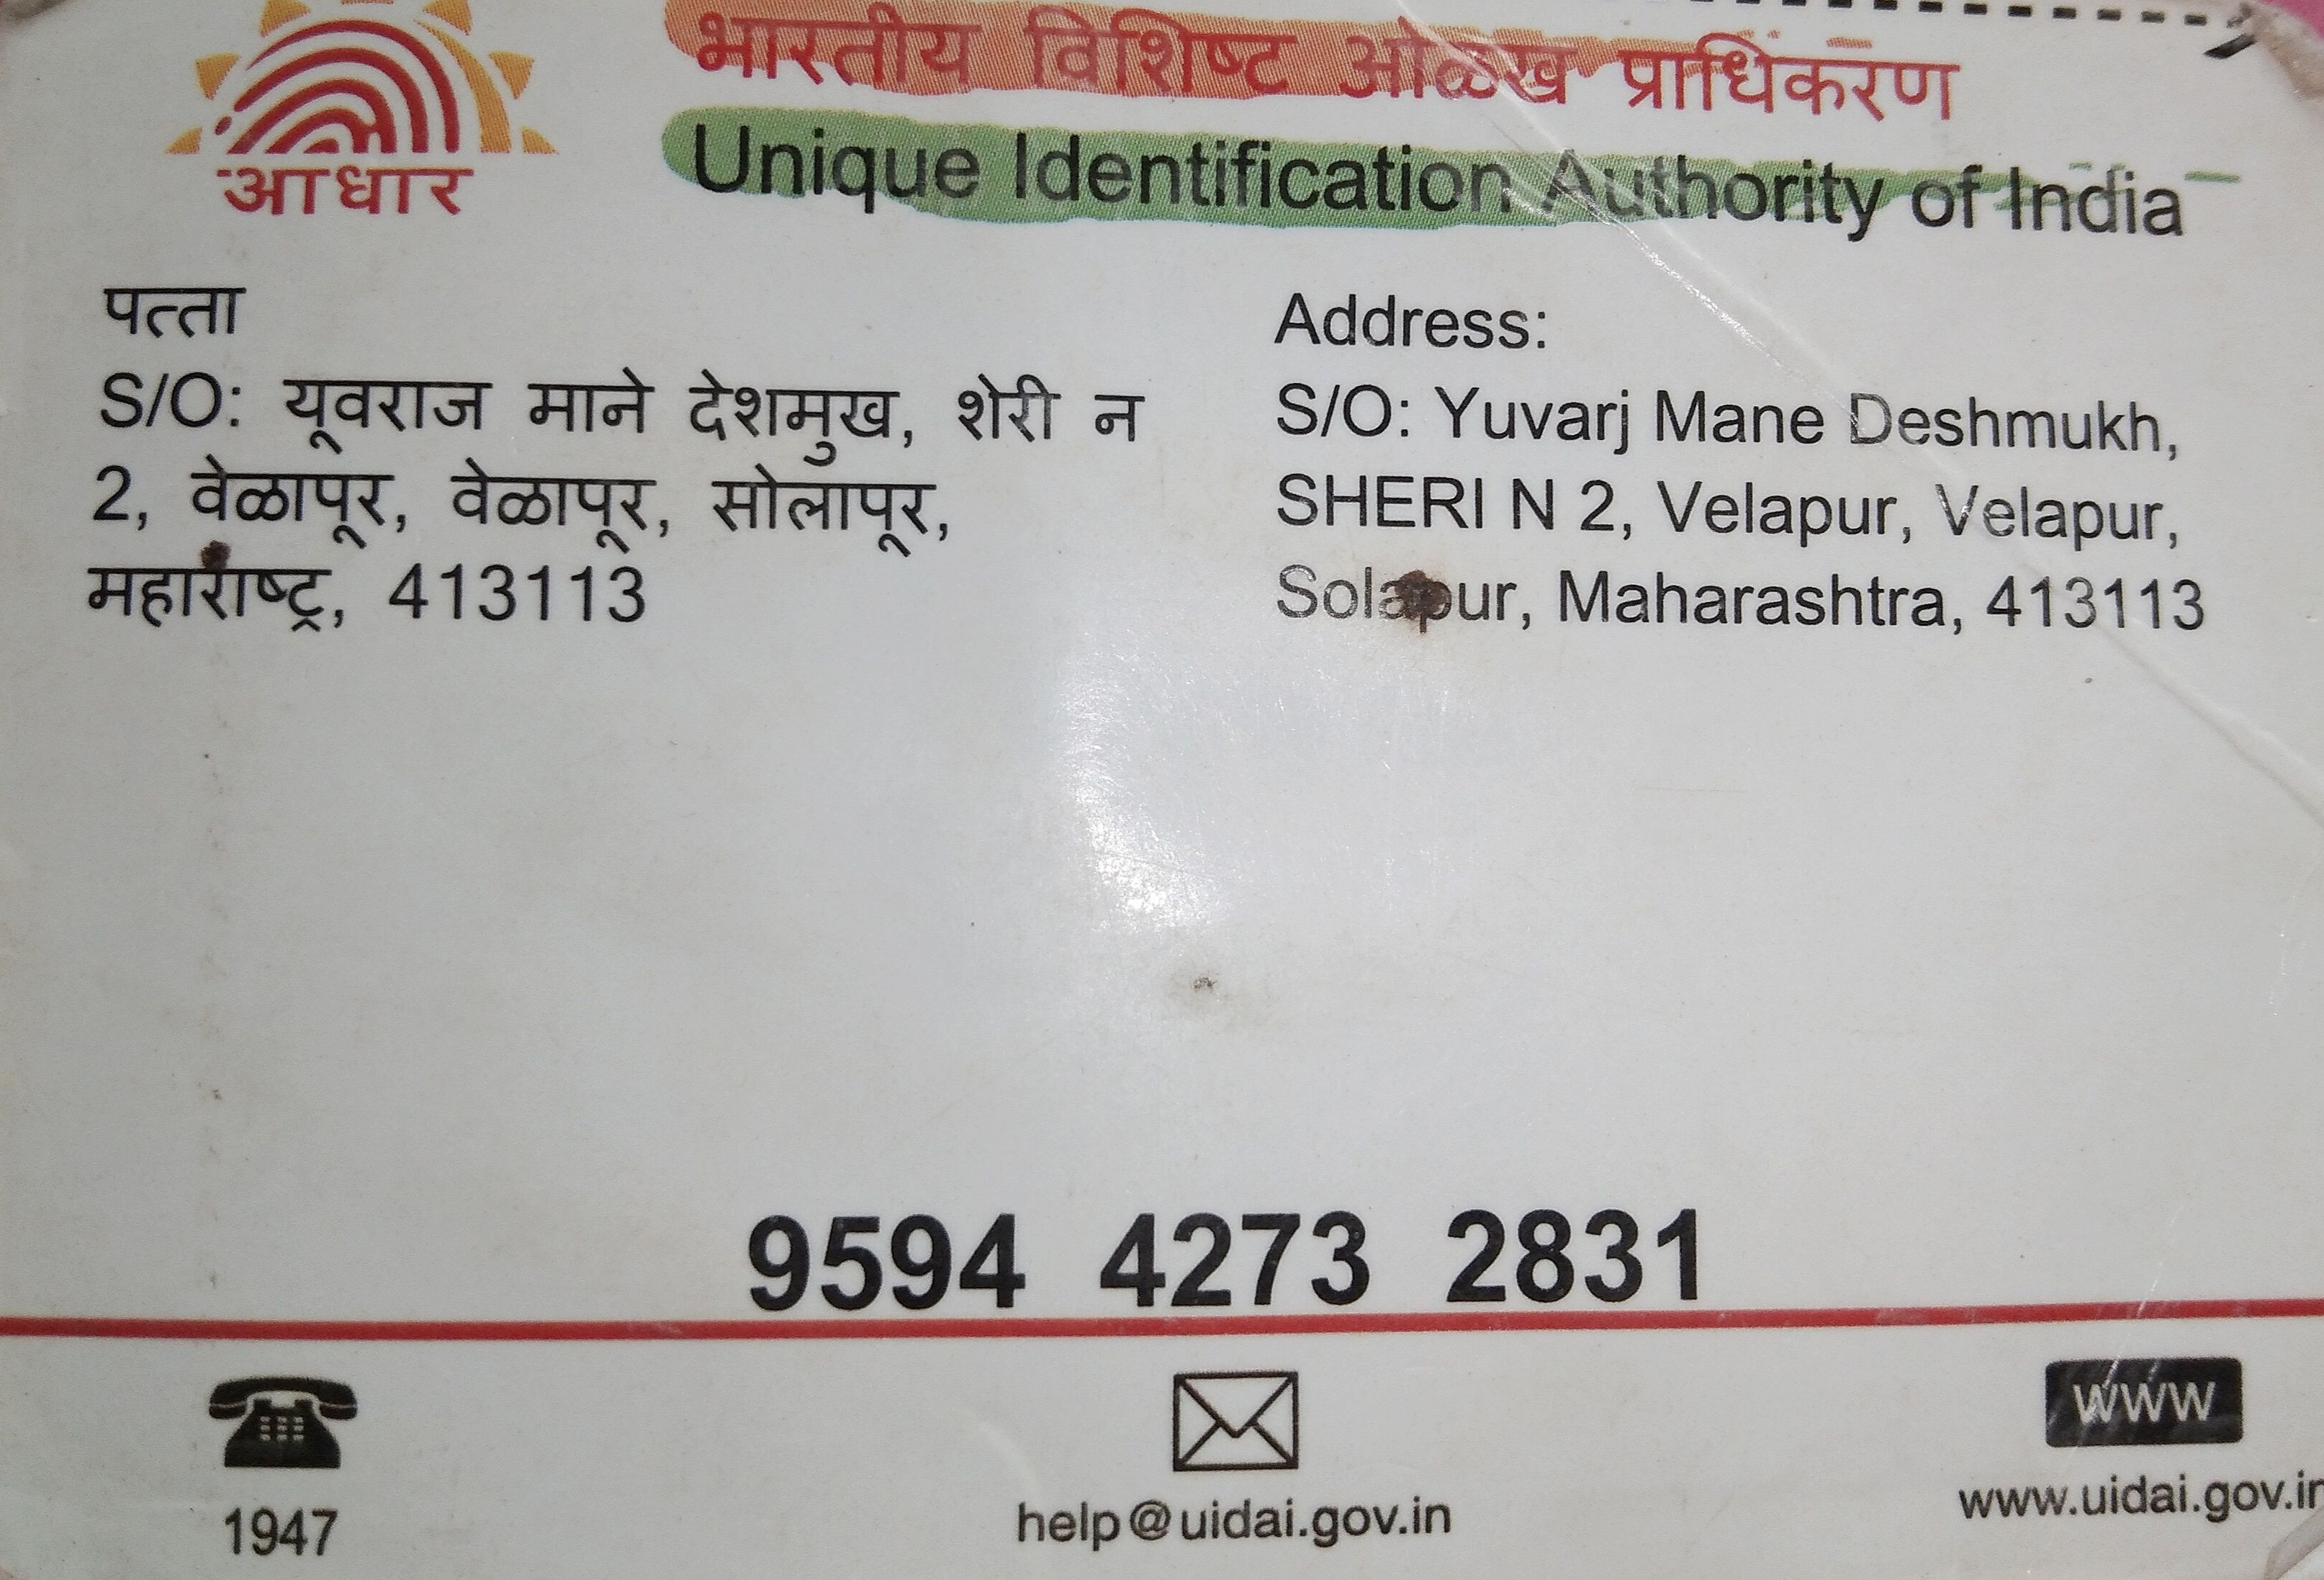 आधार
भारतीय विशिष्ट ओळख प्राधिकरण
Unique Identification Authority of India
पत्ता
S/O: यूवराज माने देशमुख, शेरी न
2, वेळापूर, वेळापूर, सोलापूर,
महाराष्ट्र, 413113
Address:
S/O: Yuvarj Mane Deshmukh,
SHERI N 2, Velapur, Velapur,
Solapur, Maharashtra, 413113
9594 4273 2831
1947
help@uidai.gov.in
www
www.uidai.gov.in